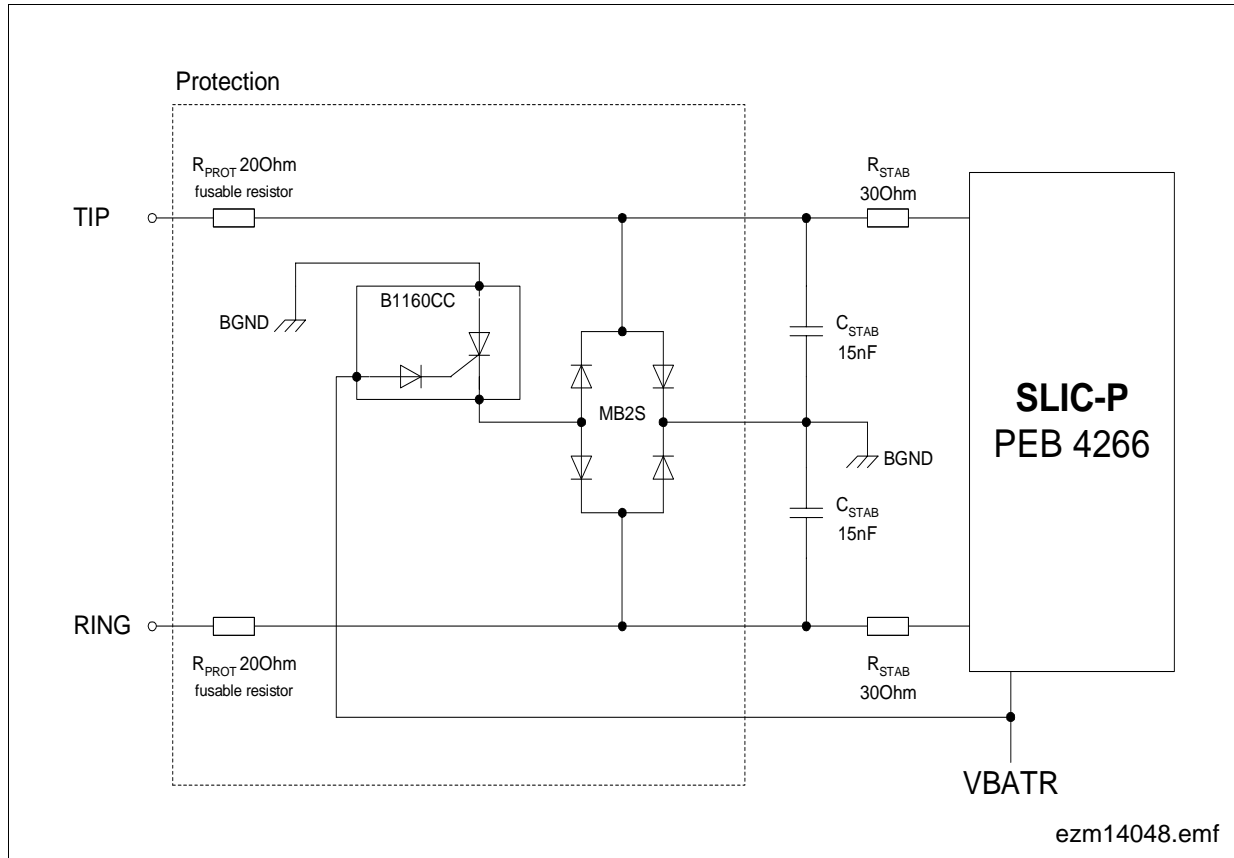 Protection
RPROT 20Ohm
fusable resistor
RSTAB
30Ohm
TIP
B1160CC
BGND
CSTAB
15nF
MB2S
SLIC-P
PEB 4266
BGND
CSTAB
15nF
RING
RPROT 20Ohm
fusable resistor
RSTAB
30Ohm
VBATR
ezm14048.emf